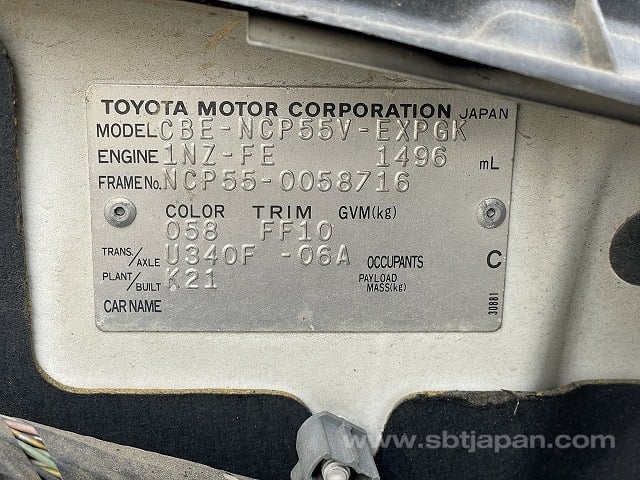 TOYOTA MOTOR CORPORATION JAPAN
MODEL CBE-NCP55V-EXPGK
ENGINE 1NZ-FE 1496 mL
FRAME No. NCP55-0058716
COLOR TRIM GVM(kg)
058 FF10
TRANS./AXLE U340F -06A OCCUPANTS C
PLANT/BUILT K21 PAYLOAD MASS(kg)
CAR NAME
30881
www.sbtjapan.com